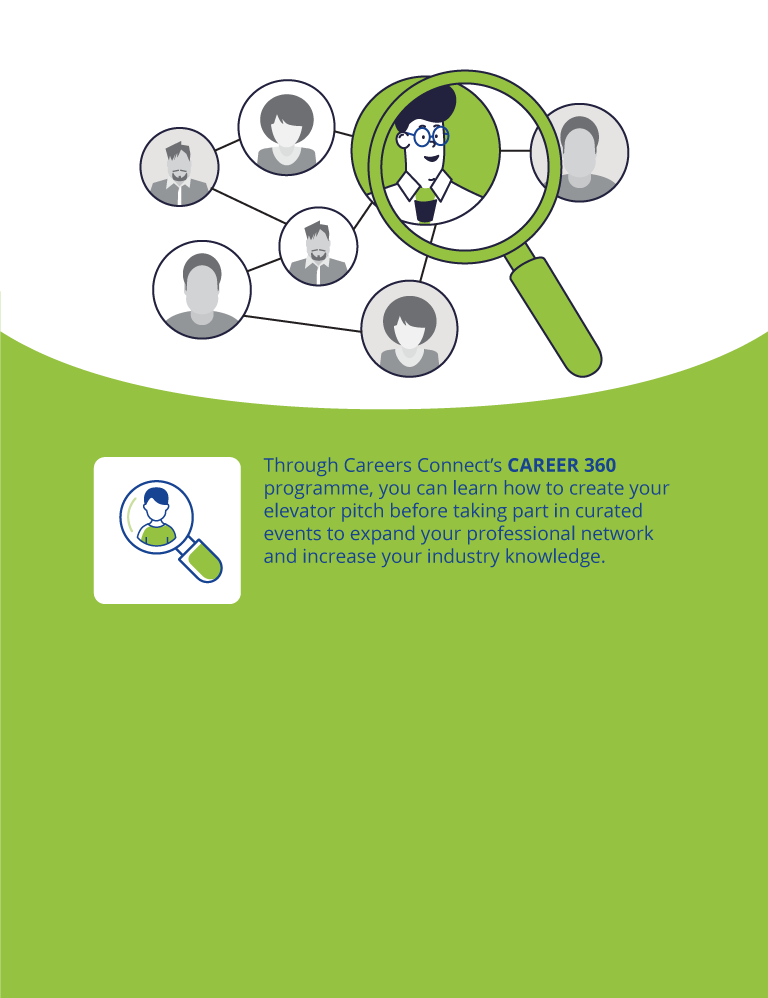 Through Careers Connect’s CAREER 360
programme, you can learn how to create your
elevator pitch before taking part in curated
events to expand your professional network
and increase your industry knowledge.